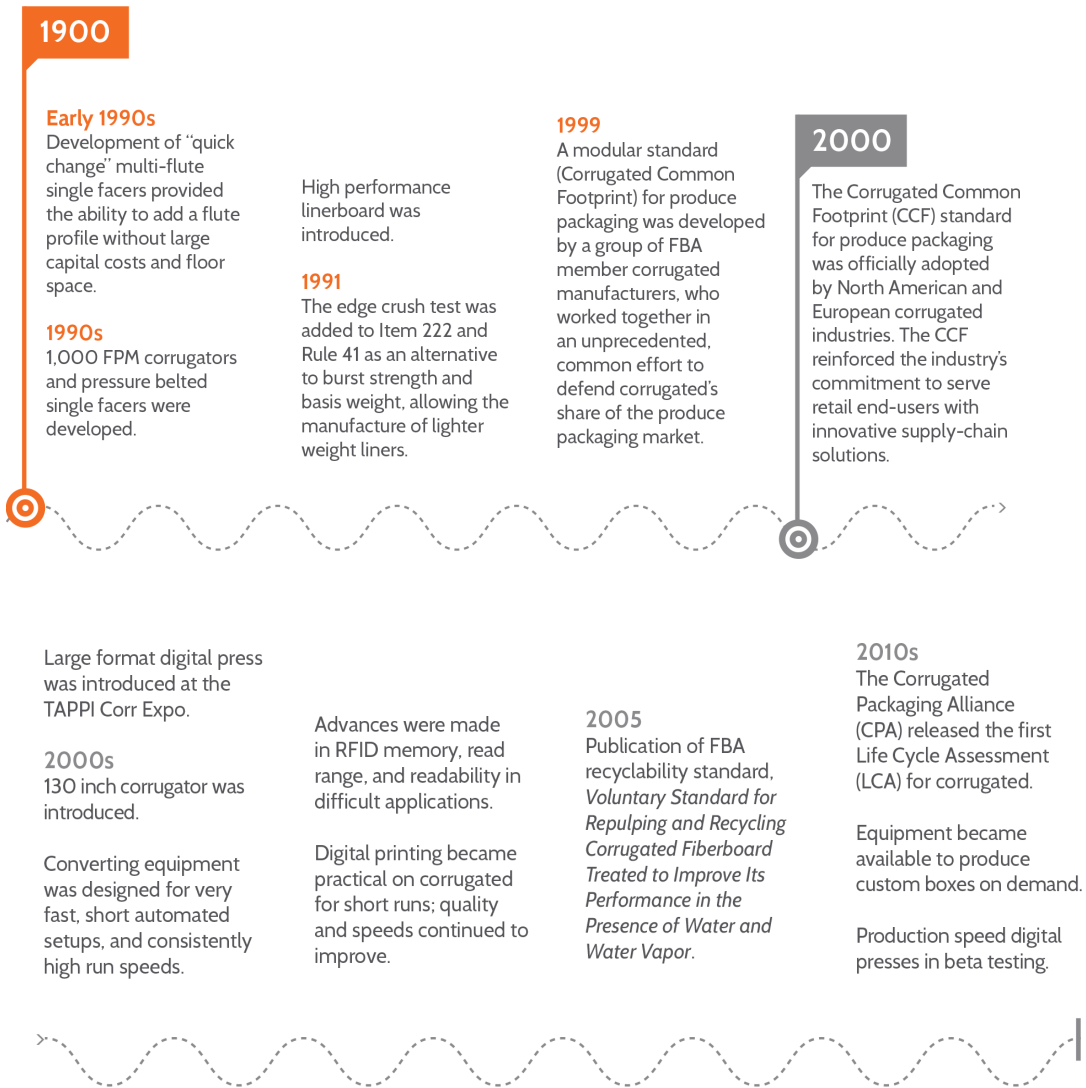 1900
Early 1990s
Development of “quick
change” multi-flute
single facers provided
the ability to add a flute
profile without large
capital costs and floor
space.
1990s
1,000 FPM corrugators
and pressure belted
single facers were
developed.
High performance
linerboard was
introduced.
1991
The edge crush test was
added to Item 222 and
Rule 41 as an alternative
to burst strength and
basis weight, allowing the
manufacture of lighter
weight liners.
1999
A modular standard
(Corrugated Common
Footprint) for produce
packaging was developed
by a group of FBA
member corrugated
manufacturers, who
worked together in
an unprecedented,
common effort to
defend corrugated’s
share of the produce
packaging market.
2000
The Corrugated Common
Footprint (CCF) standard
for produce packaging
was officially adopted
by North American and
European corrugated
industries. The CCF
reinforced the industry’s
commitment to serve
retail end-users with
innovative supply-chain
solutions.
Large format digital press
was introduced at the
TAPPI Corr Expo.
2000s
130 inch corrugator was
introduced.
Converting equipment
was designed for very
fast, short automated
setups, and consistently
high run speeds.
Advances were made
in RFID memory, read
range, and readability in
difficult applications.
Digital printing became
practical on corrugated
for short runs; quality
and speeds continued to
improve.
2005
Publication of FBA
recyclability standard,
Voluntary Standard for
Repulping and Recycling
Corrugated Fiberboard
Treated to Improve Its
Performance in the
Presence of Water and
Water Vapor.
2010s
The Corrugated
Packaging Alliance
(CPA) released the first
Life Cycle Assessment
(LCA) for corrugated.
Equipment became
available to produce
custom boxes on demand.
Production speed digital
presses in beta testing.